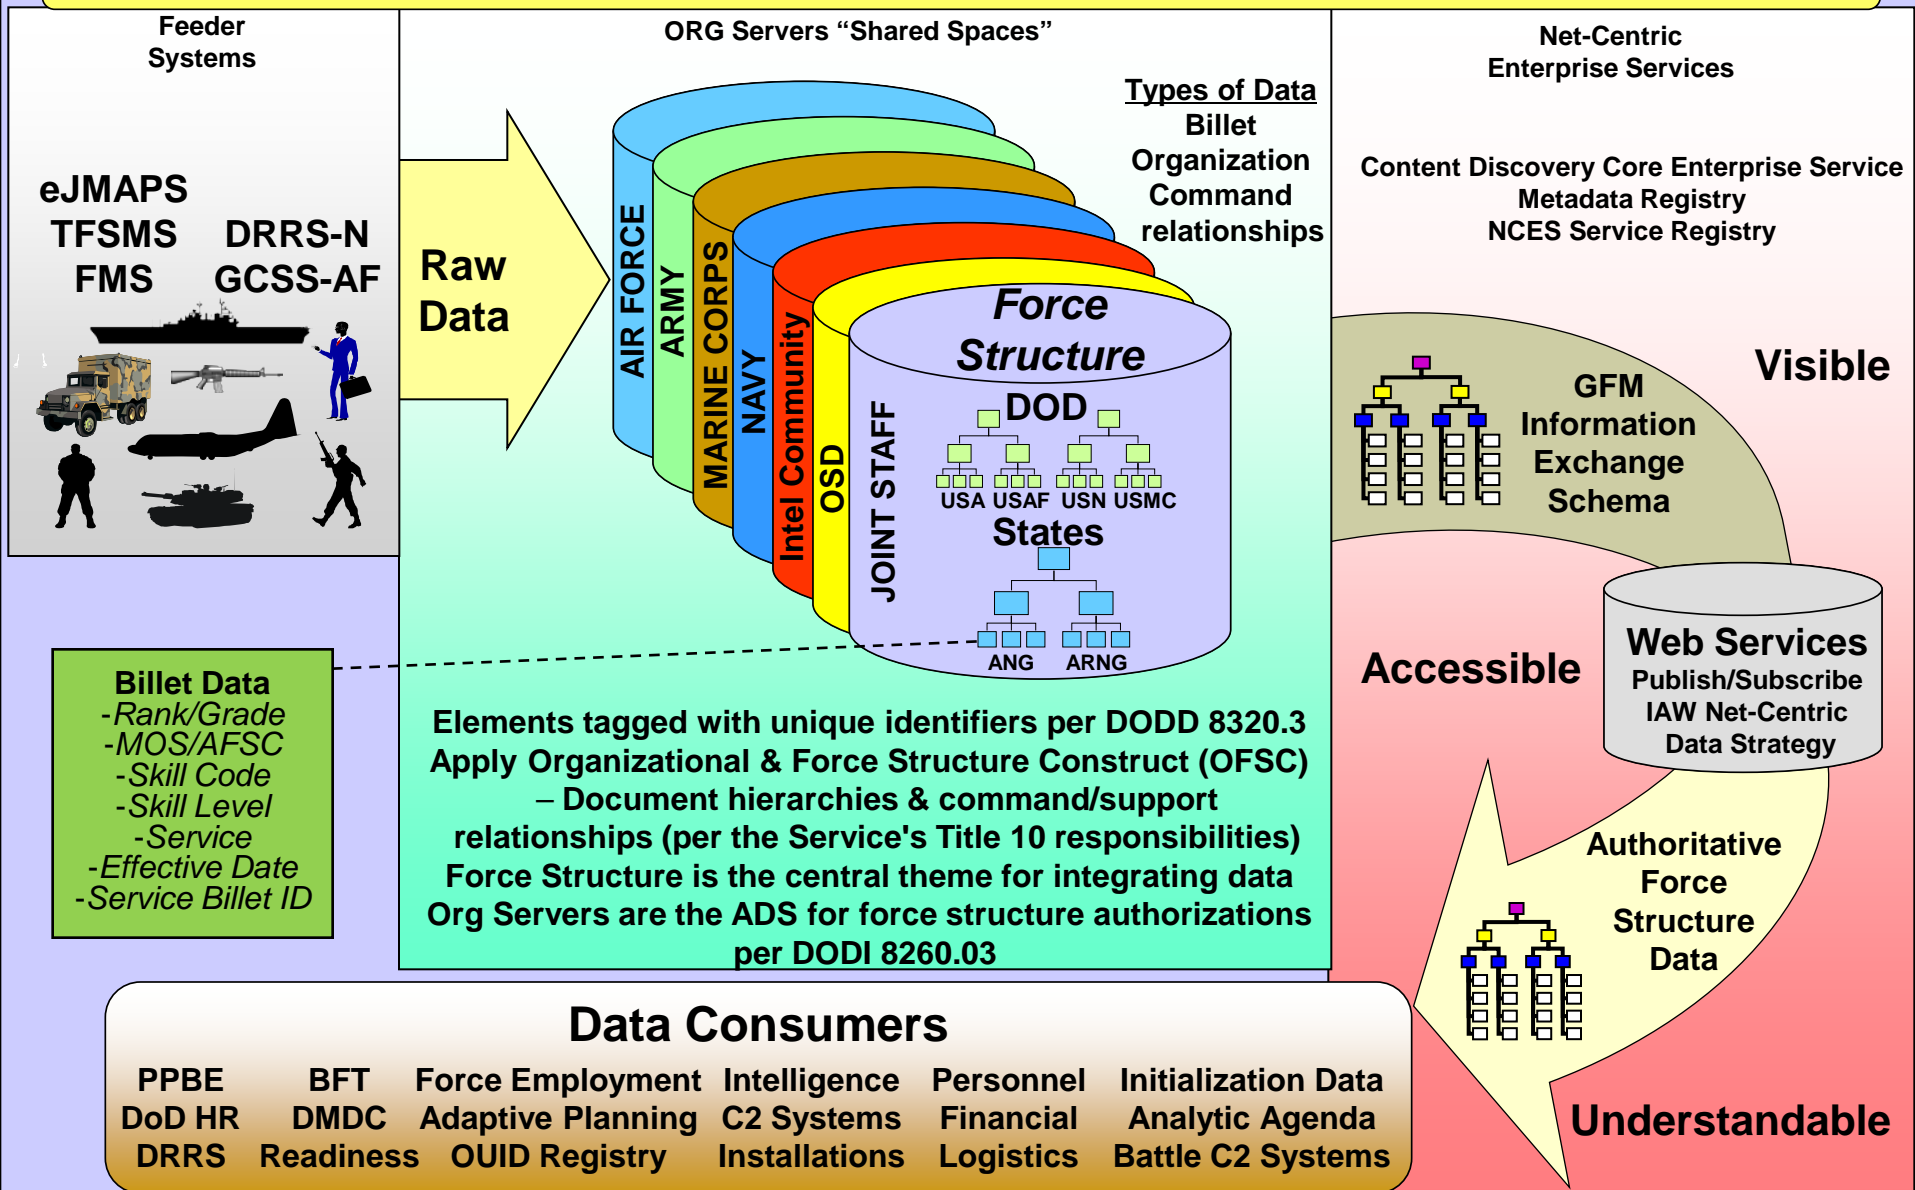 Feeder
Systems
eJMAPS
TFSMS DRRS-N
FMS GCSS-AF
Raw
Data
ORG Servers “Shared Spaces”
Types of Data
Billet
Organization
Command
relationships
AIR FORCE
ARMY
MARINE CORPS
NAVY
Intel Community
OSD
JOINT STAFF
Force
Structure
DOD
USA USAF USN USMC
States
ANG ARNG
Billet Data
-Rank/Grade
-MOS/AFSC
-Skill Code
-Skill Level
-Service
-Effective Date
-Service Billet ID
Elements tagged with unique identifiers per DODD 8320.3
Apply Organizational & Force Structure Construct (OFSC)
– Document hierarchies & command/support
relationships (per the Service's Title 10 responsibilities)
Force Structure is the central theme for integrating data
Org Servers are the ADS for force structure authorizations
per DODI 8260.03
Net-Centric
Enterprise Services
Content Discovery Core Enterprise Service
Metadata Registry
NCES Service Registry
GFM
Information
Exchange
Schema
Visible
Accessible
Web Services
Publish/Subscribe
IAW Net-Centric
Data Strategy
Authoritative
Force
Structure
Data
Understandable
Data Consumers
PPBE BFT Force Employment Intelligence Personnel Initialization Data
DoD HR DMDC Adaptive Planning C2 Systems Financial Analytic Agenda
DRRS Readiness OUID Registry Installations Logistics Battle C2 Systems